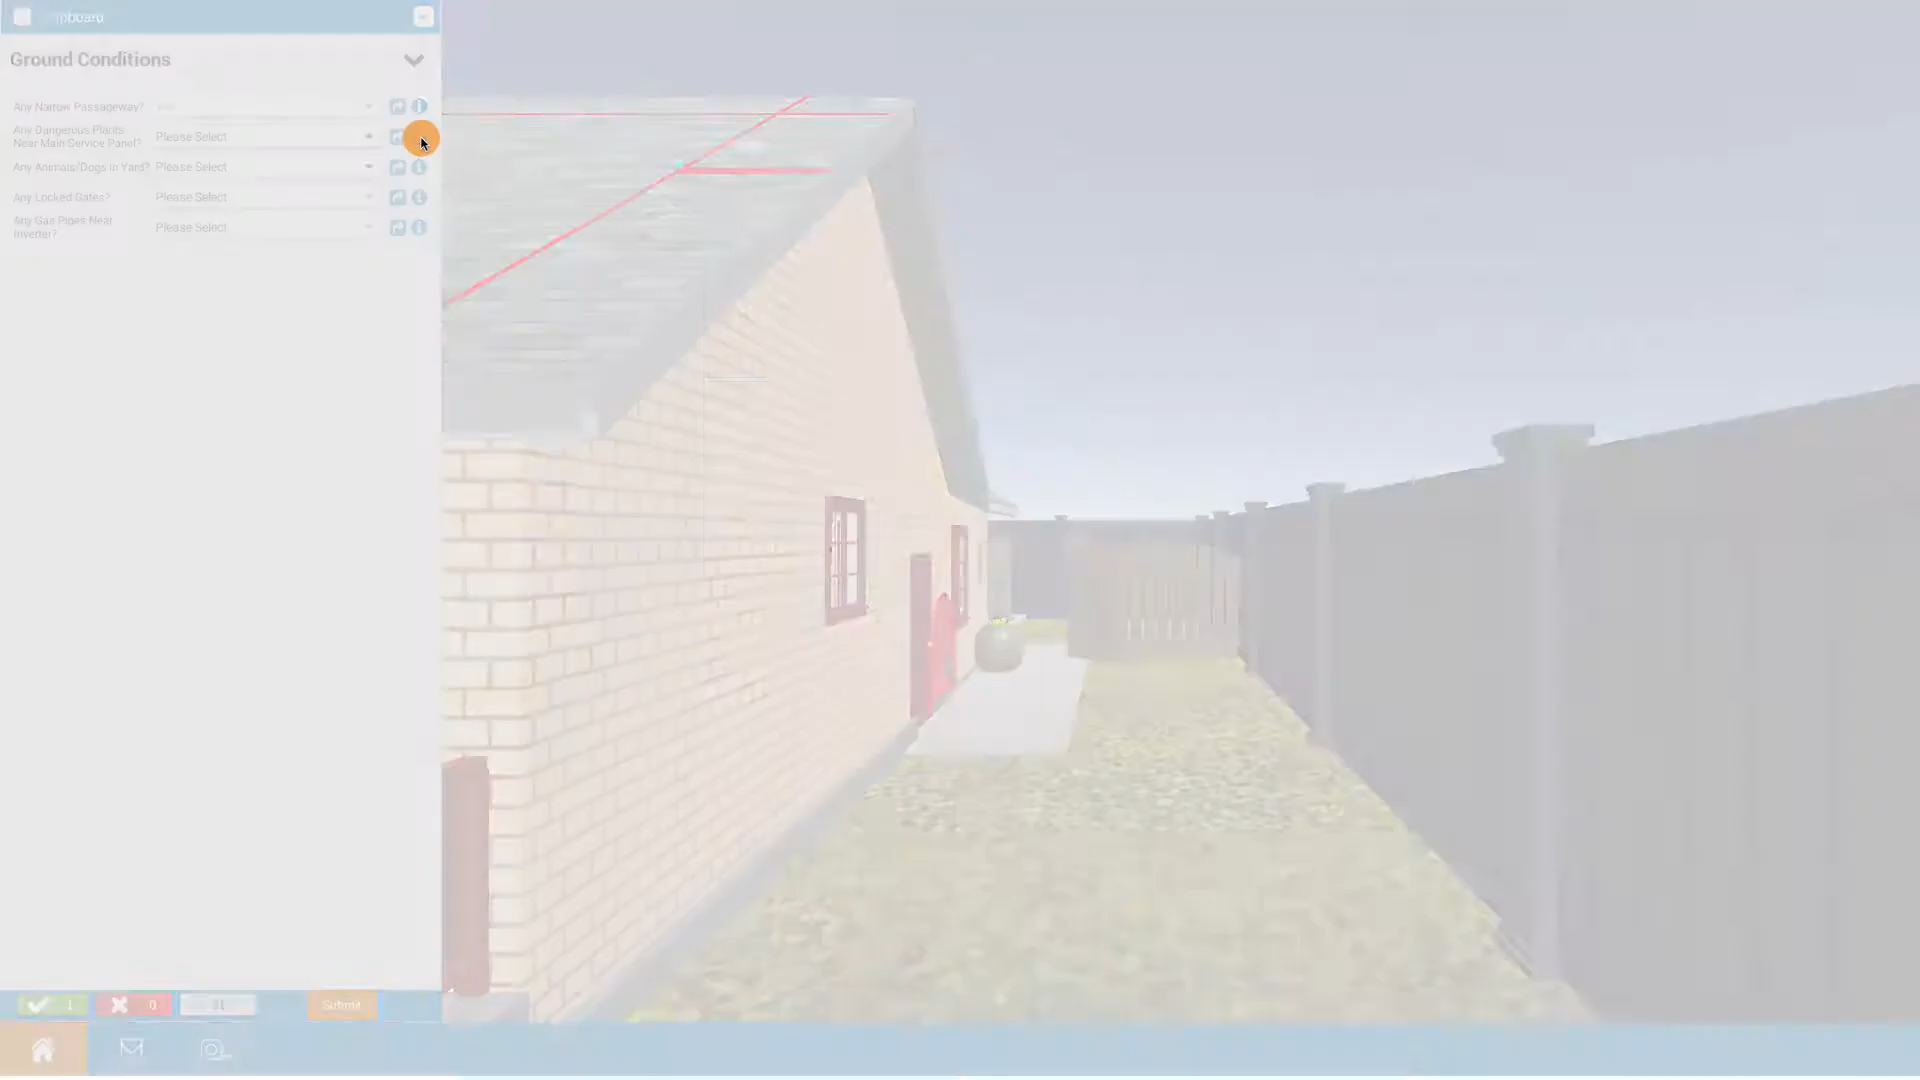 Ground Conditions
Any Narrow Passageway?
Any Dangerous Plants
Near Main Service Panel? Please Select
Any Animals/Dogs in Yard? Please Select
Any Locked Gates? Please Select
Any Gas Pipes Near
Inverter? Please Select
1 0 Submit